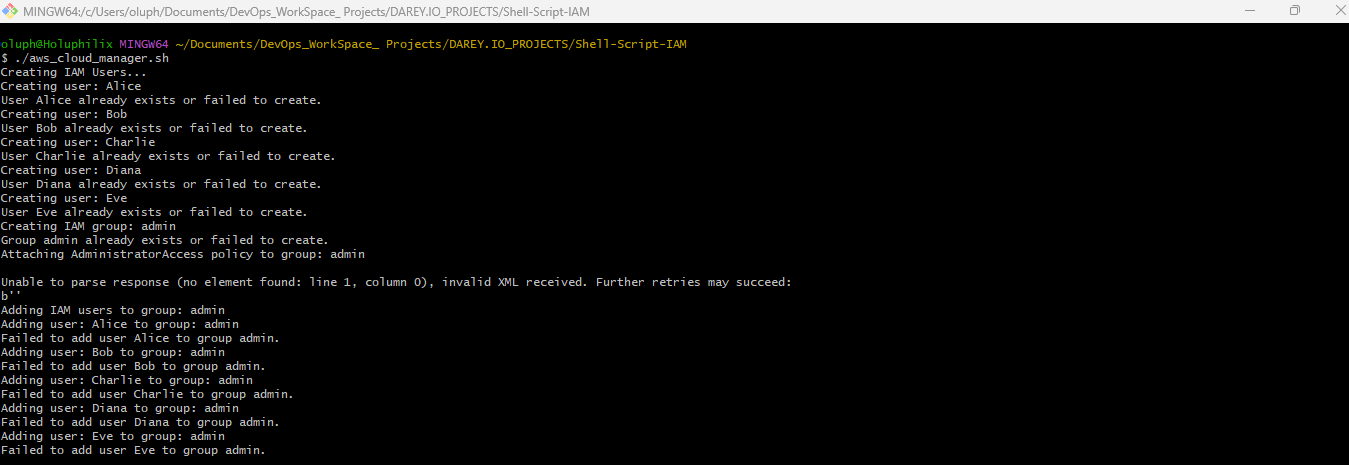 MINGW64:/c/Users/oluph/Documents/DevOps_WorkSpace_ Projects/DAREY.IO_PROJECTS/Shell-Script-IAM
oluph@Holuphilix MINGW64 ~/Documents/DevOps_WorkSpace_ Projects/DAREY.IO_PROJECTS/Shell-Script-IAM
$ ./aws_cloud_manager.sh
Creating IAM Users...
Creating user: Alice
User Alice already exists or failed to create.
Creating user: Bob
User Bob already exists or failed to create.
Creating user: Charlie
User Charlie already exists or failed to create.
Creating user: Diana
User Diana already exists or failed to create.
Creating user: Eve
User Eve already exists or failed to create.
Creating IAM group: admin
Group admin already exists or failed to create.
Attaching AdministratorAccess policy to group: admin
Unable to parse response (no element found: line 1, column 0), invalid XML received. Further retries may succeed:
b''
Adding IAM users to group: admin
Adding user: Alice to group: admin
Failed to add user Alice to group admin.
Adding user: Bob to group: admin
Failed to add user Bob to group admin.
Adding user: Charlie to group: admin
Failed to add user Charlie to group admin.
Adding user: Diana to group: admin
Failed to add user Diana to group admin.
Adding user: Eve to group: admin
Failed to add user Eve to group admin.